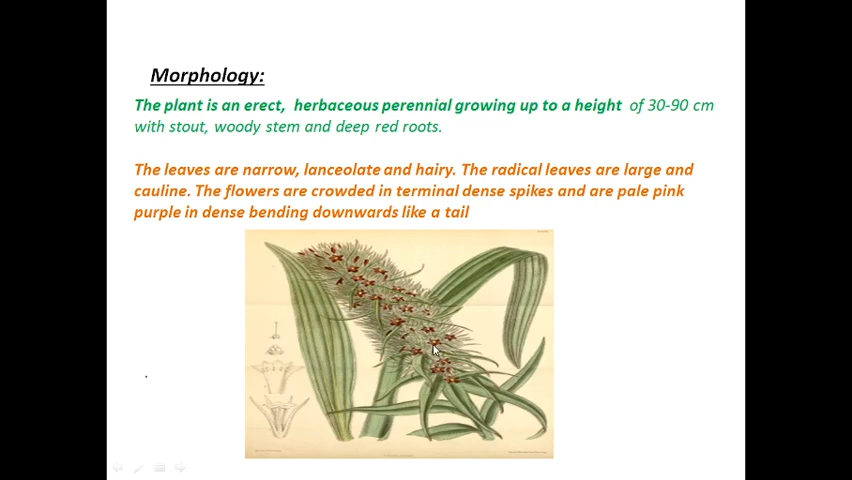 Morphology:
The plant is an erect, herbaceous perennial growing up to a height of 30-90 cm
with stout, woody stem and deep red roots.
The leaves are narrow, lanceolate and hairy. The radical leaves are large and
cauline. The flowers are crowded in terminal dense spikes and are pale pink
purple in dense bending downwards like a tail